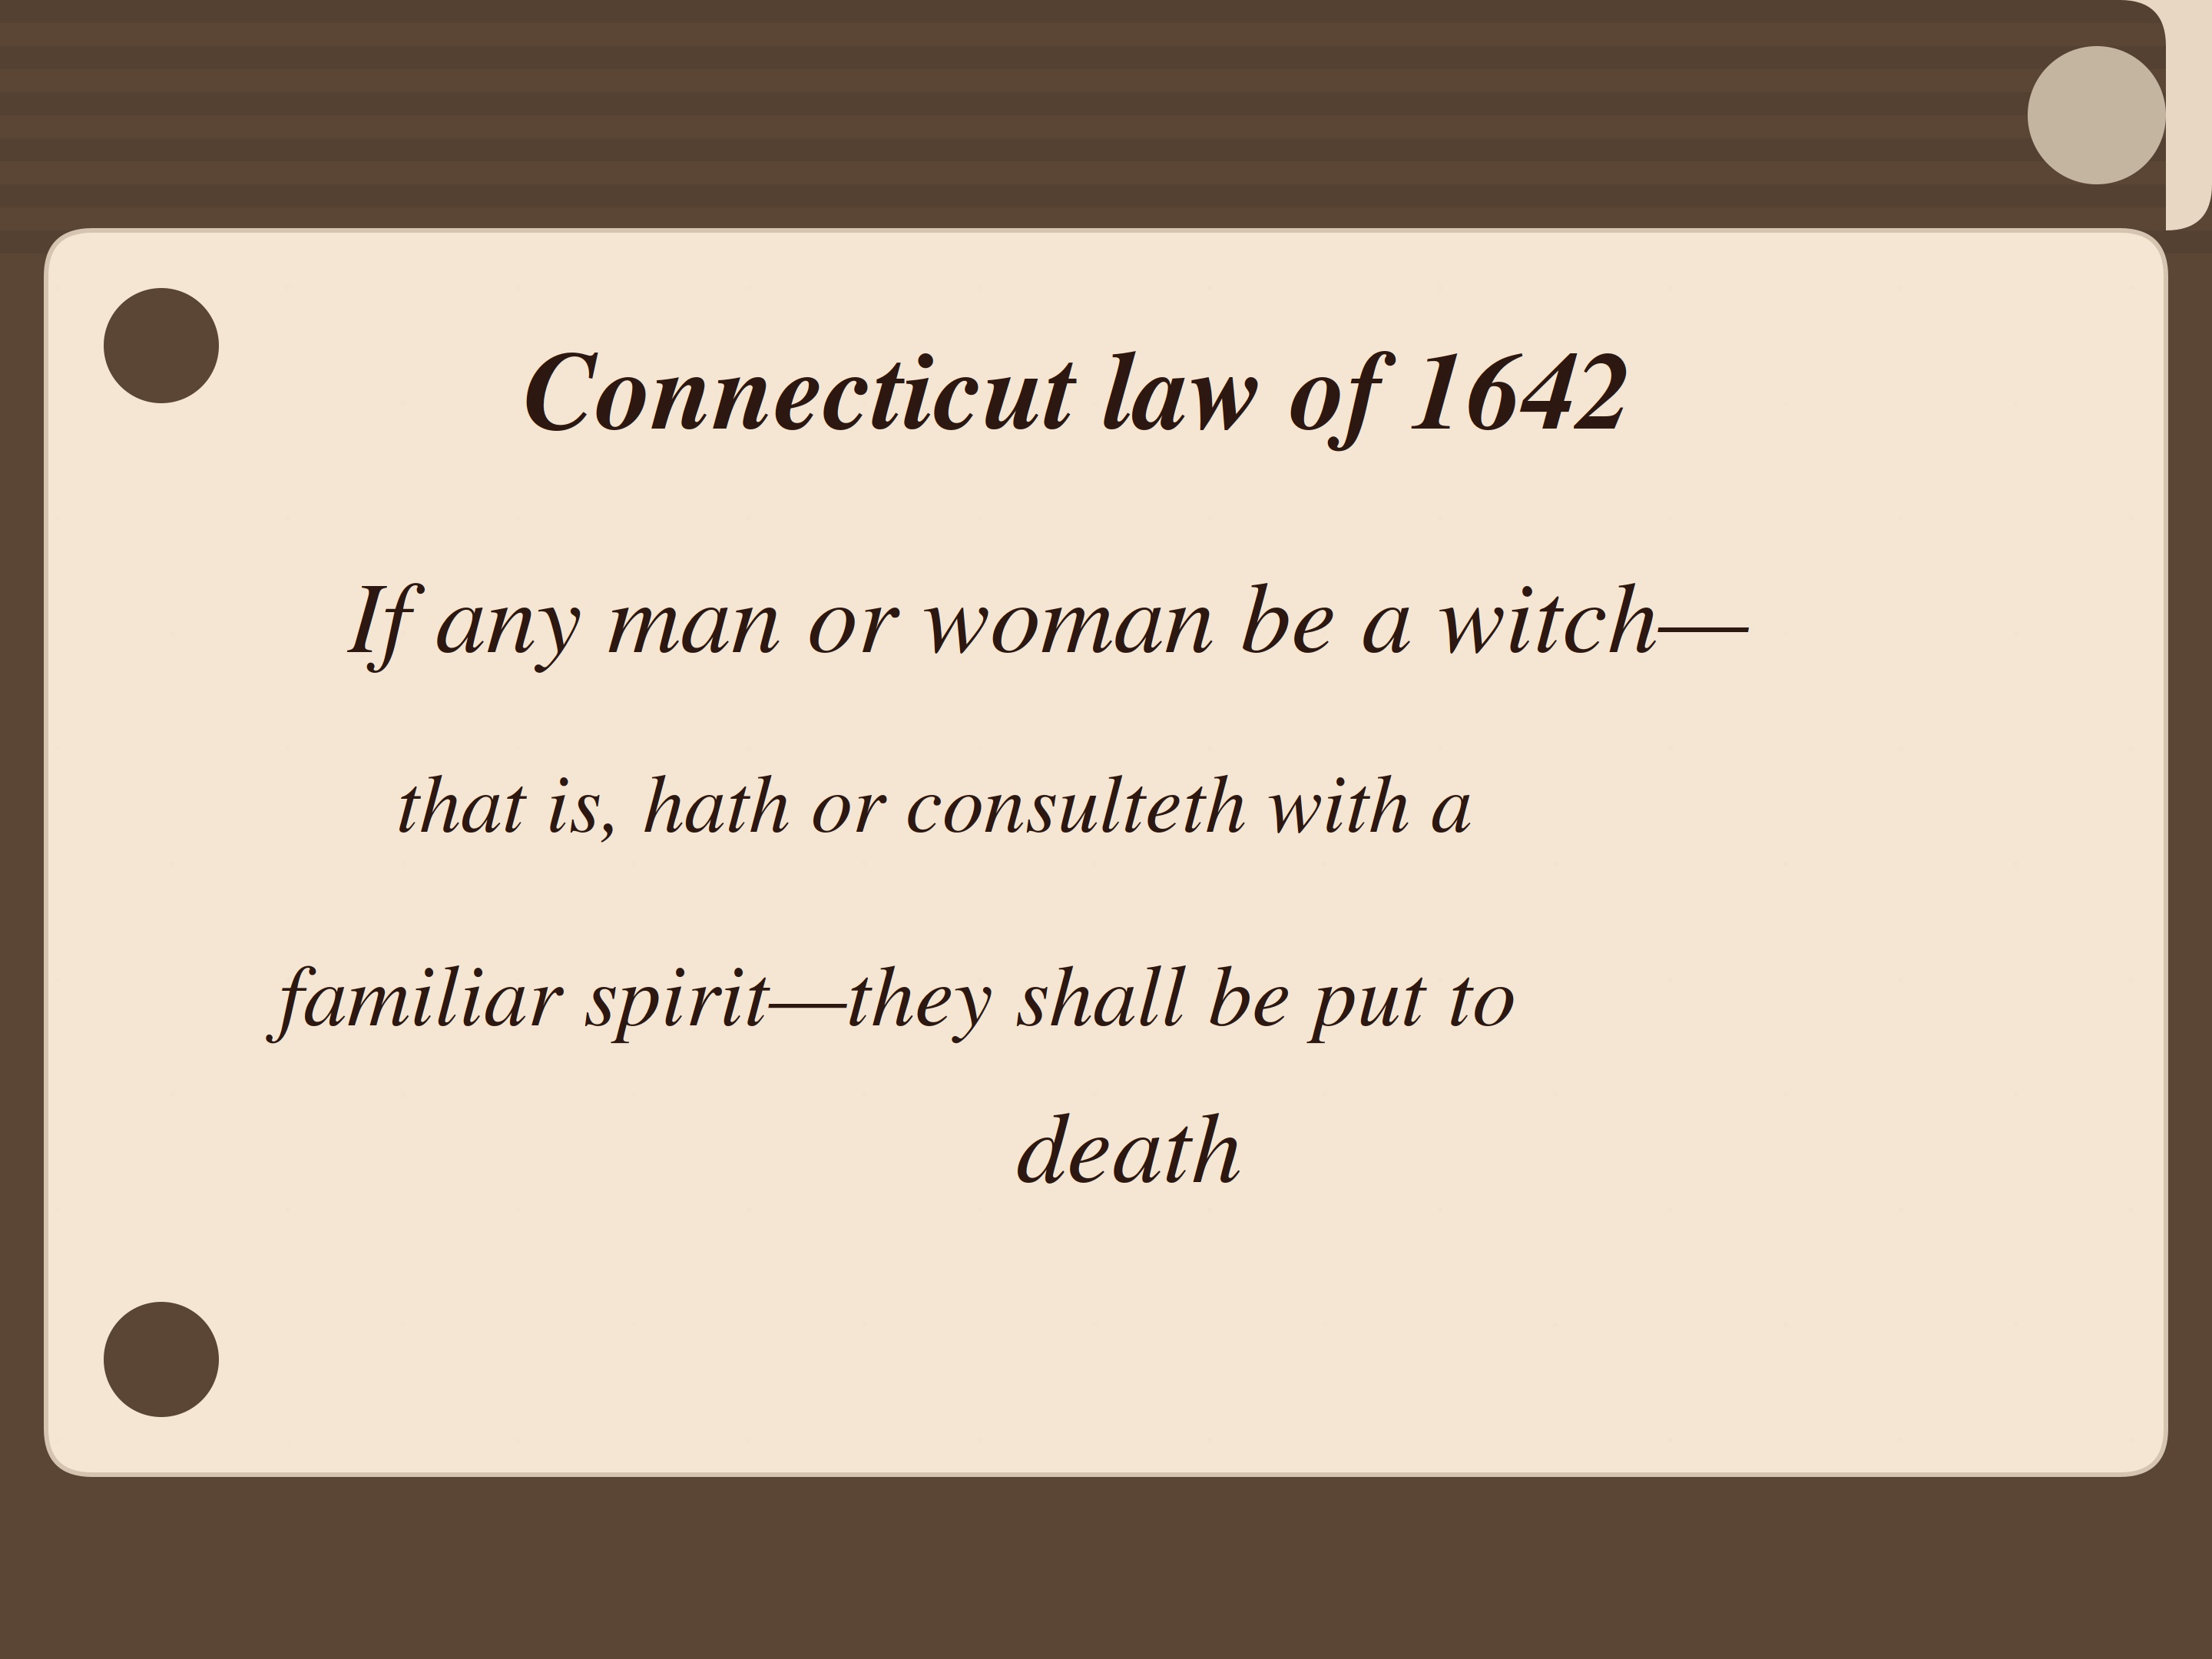 Connecticut law of 1642
If any man or woman be a witch—
that is, hath or consulteth with a
familiar spirit—they shall be put to
death